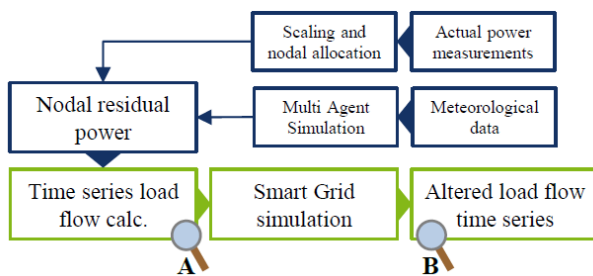 Scaling and
nodal allocation
Actual power
measurements
Nodal residual
power
Multi Agent
Simulation
Meteorological
data
Time series load
flow calc.
Smart Grid
simulation
Altered load flow
time series
A
B